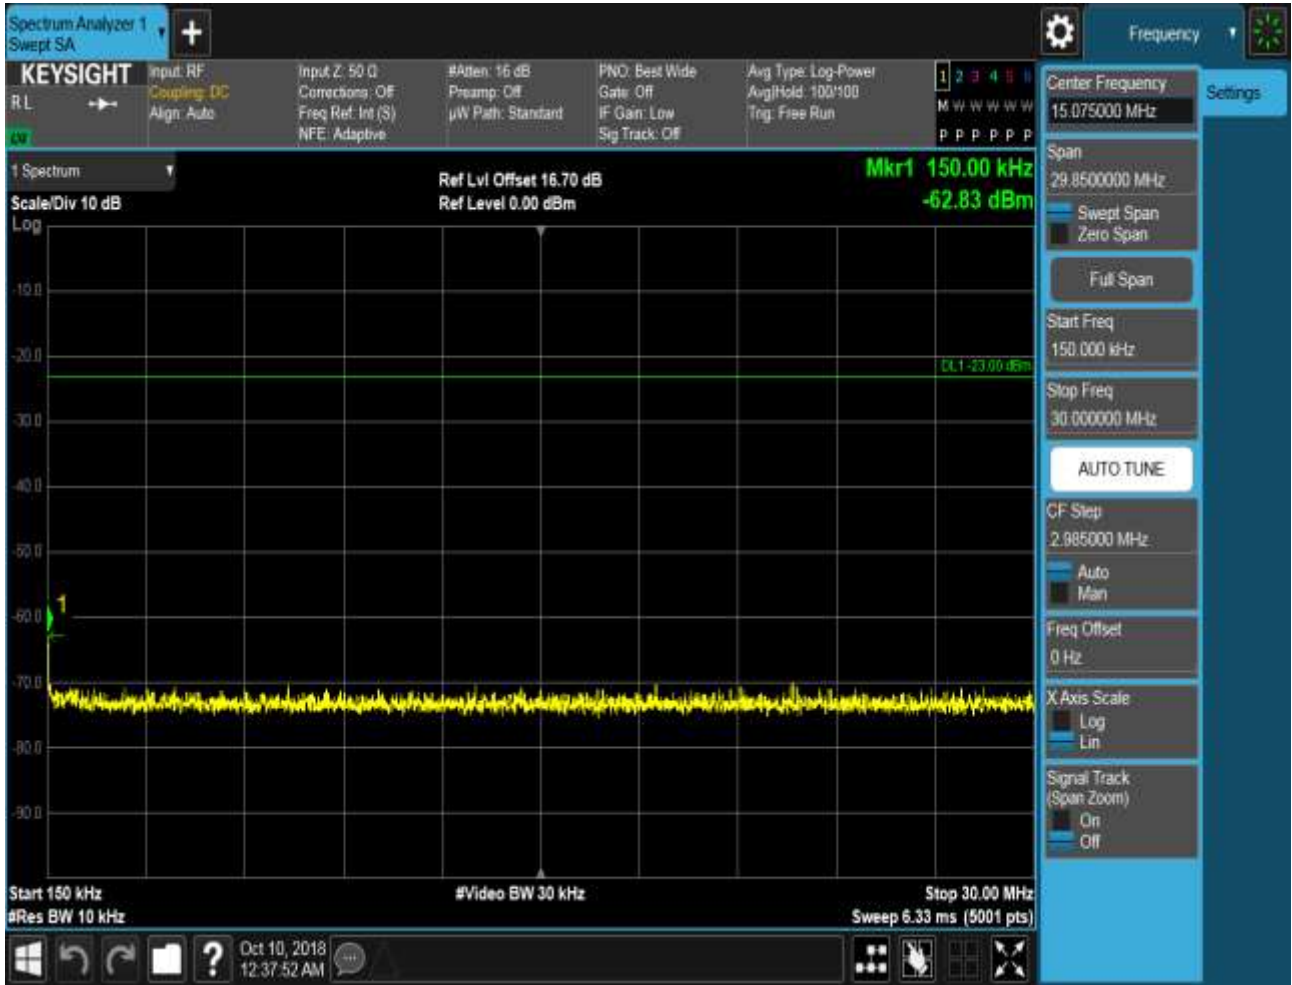 Spectrum Analyzer 1
Swept SA
Frequency
KEYSIGHT
RL
Input: RF
Coupling: DC
Align: Auto
Input Z: 50 Ω
Corrections: Off
Freq Ref: Int (S)
NFE: Adaptive
#Atten: 16 dB
Preamp: Off
µW Path: Standard
PNO: Best Wide
Gate: Off
IF Gain: Low
Sig Track: Off
Avg Type: Log-Power
Avg|Hold: 100/100
Trig: Free Run
1 2 3 4 5 6
M W W W W W
P P P P P P
1 Spectrum
Scale/Div 10 dB
Log
Ref Lvl Offset 16.70 dB
Ref Level 0.00 dBm
Mkr1 150.00 kHz
-62.83 dBm
-10.0
-20.0
DL1 -23.00 dBm
-30.0
-40.0
-50.0
1
-60.0
-70.0
-80.0
-90.0
Start 150 kHz
#Video BW 30 kHz
Stop 30.00 MHz
#Res BW 10 kHz
Sweep 6.33 ms (5001 pts)
?
Oct 10, 2018
12:37:52 AM
Center Frequency
15.075000 MHz
Settings
Span
29.8500000 MHz
Swept Span
Zero Span
Full Span
Start Freq
150.000 kHz
Stop Freq
30.000000 MHz
AUTO TUNE
CF Step
2.985000 MHz
Auto
Man
Freq Offset
0 Hz
X Axis Scale
Log
Lin
Signal Track
(Span Zoom)
On
Off